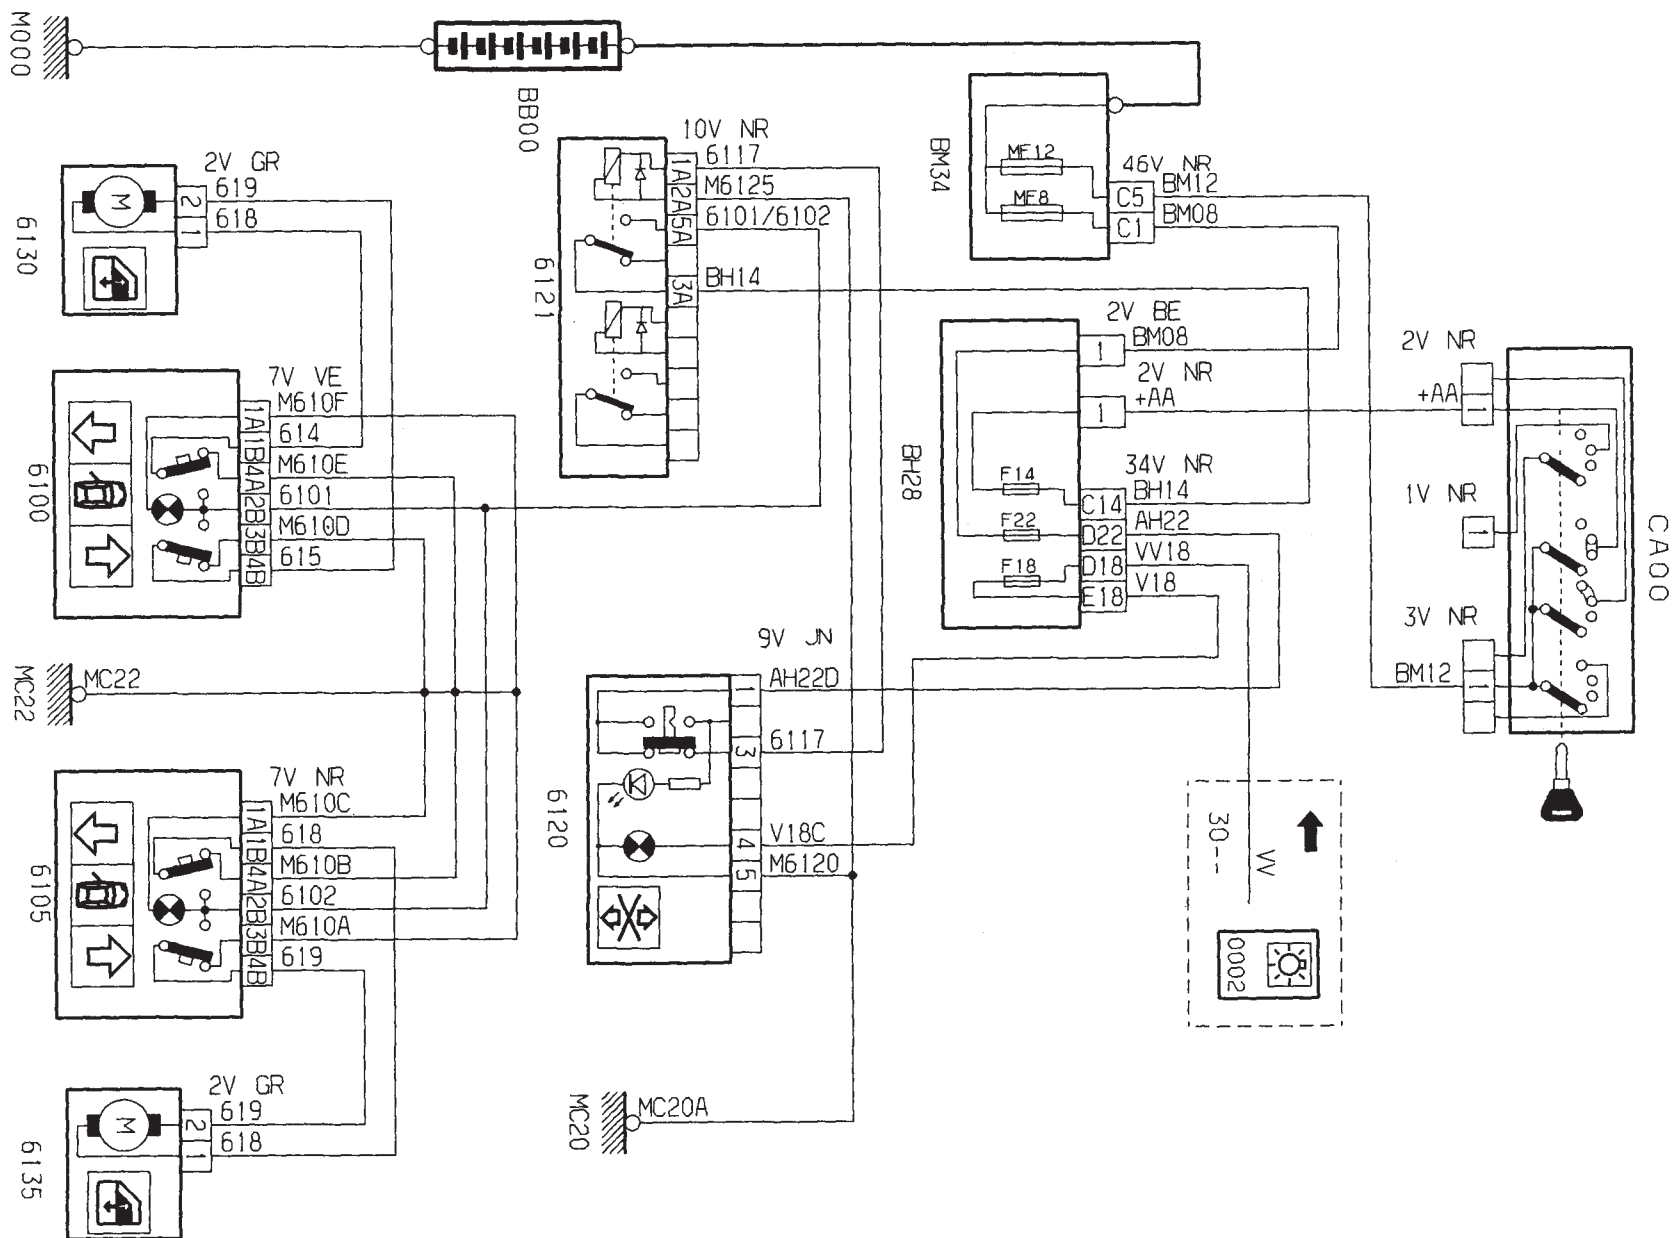 M000
BB00
BM34
MF12
MF8
46V NR
C5
BM12
C1
BM08
2V GR
2
619
1
618
M
6130
10V NR
1A
6117
2A
M6125
5A
6101/6102
3A
BH14
6121
2V BE
1
BM08
2V NR
1
+AA
34V NR
F14
C14
BH14
F22
D22
AH22
F18
D18
VV18
E18
V18
BH28
2V NR
+AA
1
1V NR
1
3V NR
BM12
1
CA00
7V VE
1A
M610F
1B
614
4A
M610E
2B
6101
3B
M610D
4B
615
6100
MC22
MC22
7V NR
1A
M610C
1B
618
4A
M610B
2B
6102
3B
M610A
4B
619
6105
9V JN
1
AH22D
3
6117
4
V18C
5
M6120
6120
30--
VV
0002
2V GR
2
619
1
618
M
6135
MC20
MC20A